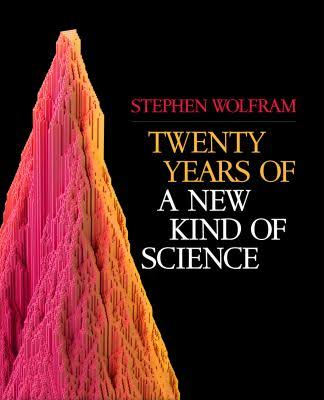 STEPHEN WOLFRAM
TWENTY
YEARS OF
A NEW
KIND OF
SCIENCE